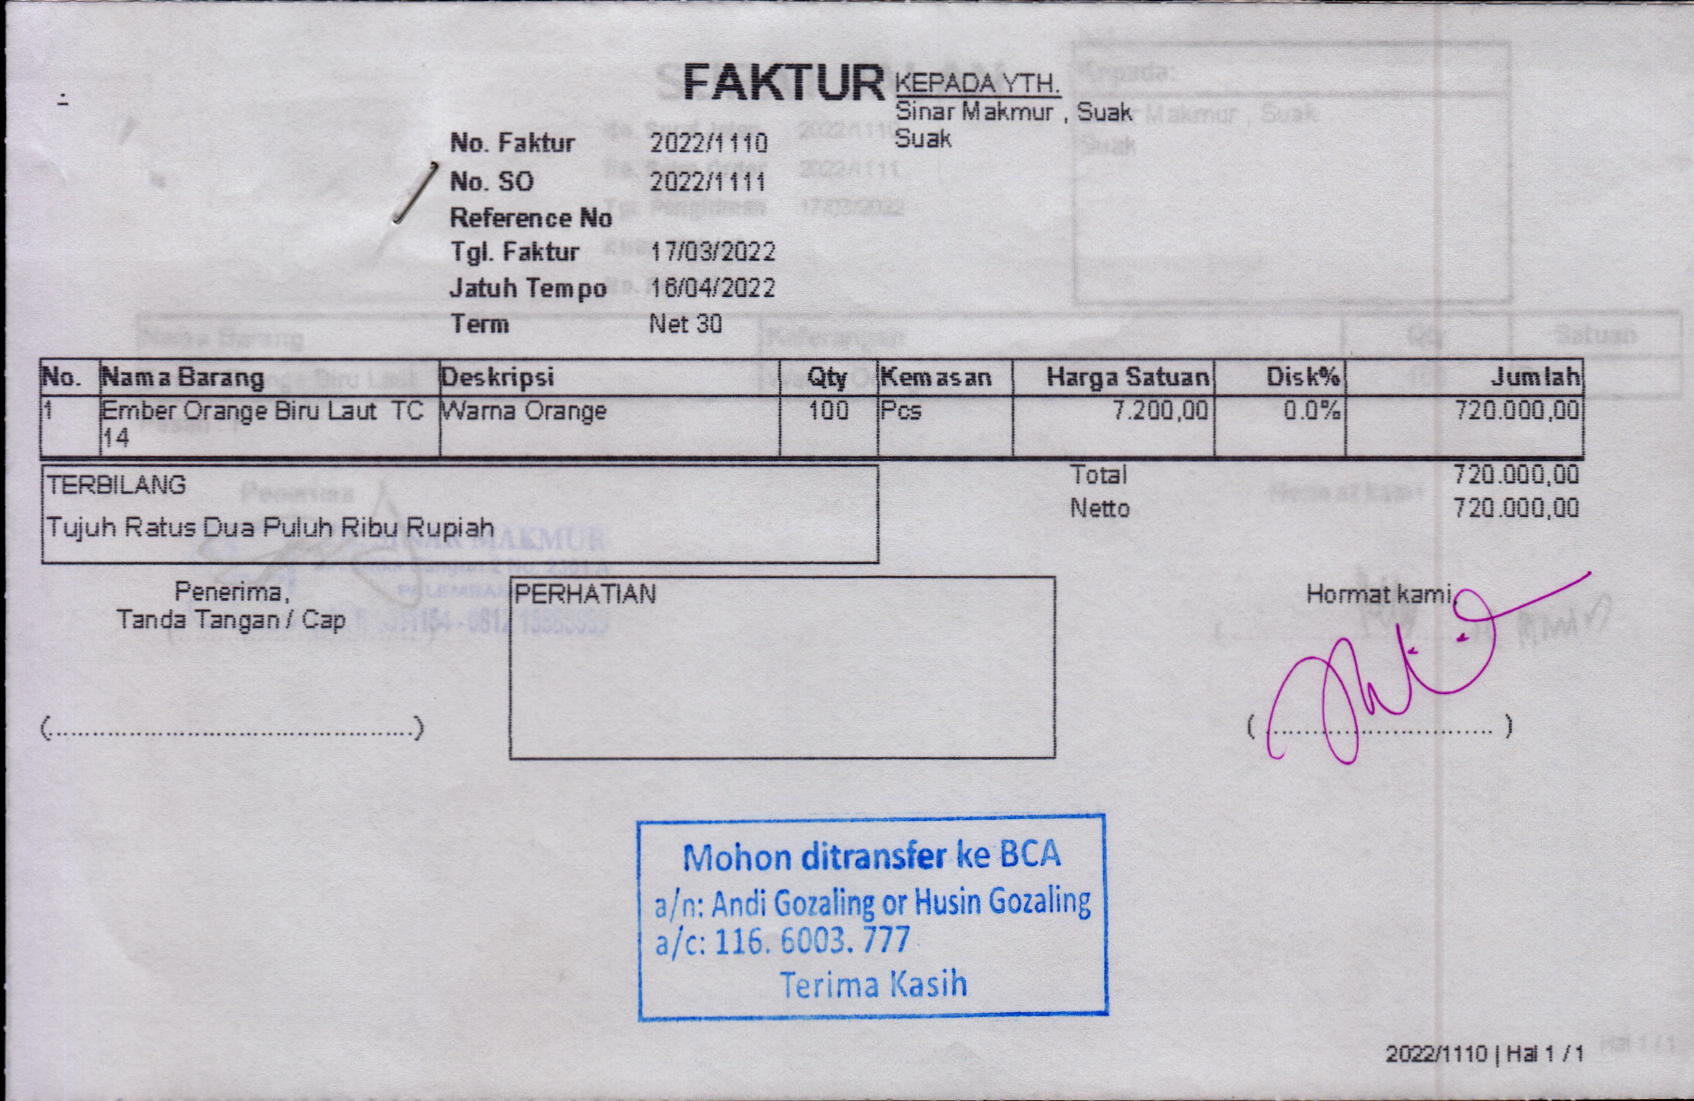 FAKTUR
KEPADA YTH.
Sinar Makmur , Suak
Suak
No. Faktur 2022/1110
No. SO 2022/1111
Reference No
Tgl. Faktur 17/03/2022
Jatuh Tempo 16/04/2022
Term Net 30
No. Nama Barang Deskripsi Qty Kemasan Harga Satuan Disk% Jumlah
1 Ember Orange Biru Laut TC Warna Orange 100 Pcs 7.200,00 0.0% 720.000,00
14
TERBILANG
Tujuh Ratus Dua Puluh Ribu Rupiah
Total 720.000,00
Netto 720.000,00
Penerima,
Tanda Tangan / Cap
(............................................)
PERHATIAN
Hormat kami,
(............................ )
Mohon ditransfer ke BCA
a/n: Andi Gozaling or Husin Gozaling
a/c: 116. 6003. 777
Terima Kasih
2022/1110 | Hal 1 / 1